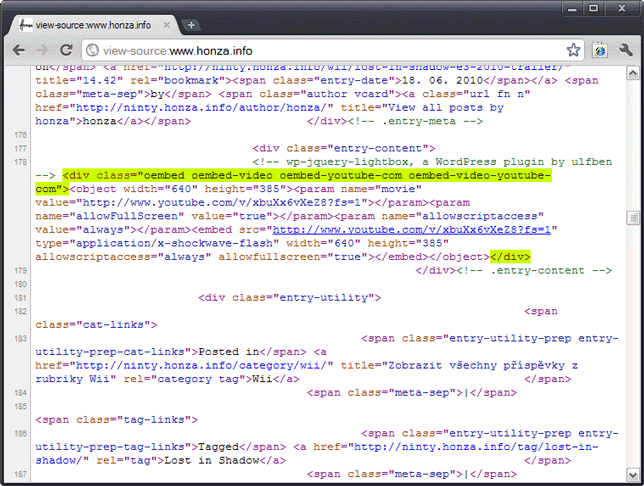 view-source:www.honza.info
view-source:www.honza.info
on</span> <a href="http://ninty.honza.info/wii/lost-in-shadow-e3-2010-trailer/"
title="14.42" rel="bookmark"><span class="entry-date">18. 06. 2010</span></a> <span
class="meta-sep">by</span> <span class="author vcard"><a class="url fn n"
href="http://ninty.honza.info/author/honza/" title="View all posts by
honza">honza</a></span> </div><!-- .entry-meta -->
176
177 <div class="entry-content">
178 <!-- wp-jquery-lightbox, a WordPress plugin by ulfben
--> <div class="oembed oembed-video oembed-youtube-com oembed-video-youtube-
com"><object width="640" height="385"><param name="movie"
value="http://www.youtube.com/v/xbuXx6vXeZ8?fs=1"></param><param
name="allowFullScreen" value="true"></param><param name="allowscriptaccess"
value="always"></param><embed src="http://www.youtube.com/v/xbuXx6vXeZ8?fs=1"
type="application/x-shockwave-flash" width="640" height="385"
allowscriptaccess="always" allowfullscreen="true"></embed></object></div>
179 </div><!-- .entry-content -->
180
181 <div class="entry-utility">
182 <span
class="cat-links">
183 <span class="entry-utility-prep entry-
utility-prep-cat-links">Posted in</span> <a
href="http://ninty.honza.info/category/wii/" title="Zobrazit všechny příspěvky z
rubriky Wii" rel="category tag">Wii</a> </span>
184 <span class="meta-sep">|</span>
185
<span class="tag-links">
186 <span class="entry-utility-prep entry-
utility-prep-tag-links">Tagged</span> <a href="http://ninty.honza.info/tag/lost-in-
shadow/" rel="tag">Lost in Shadow</a> </span>
187 <span class="meta-sep">|</span>